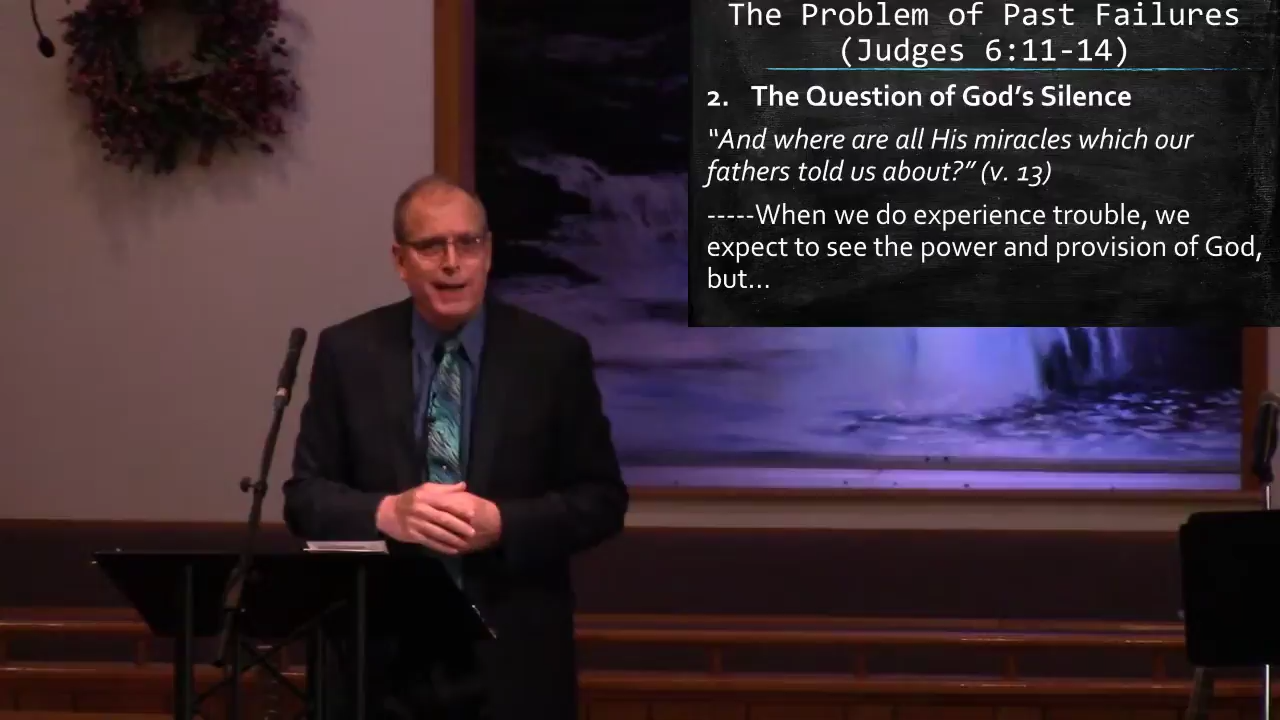 The Problem of Past Failures
(Judges 6:11-14)
2. The Question of God’s Silence
“And where are all His miracles which our
fathers told us about?” (v. 13)
-----When we do experience trouble, we
expect to see the power and provision of God,
but...